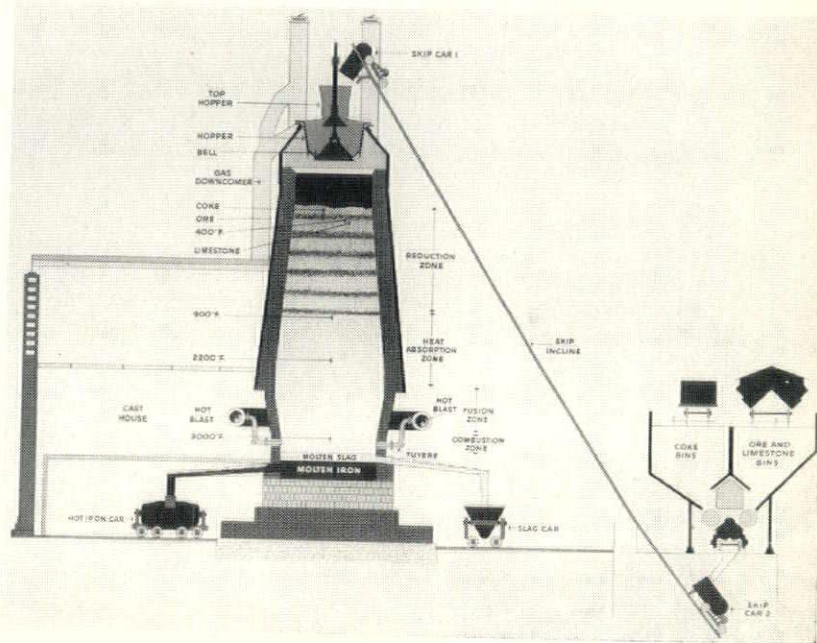 SKIP CAR 1
TOP
HOPPER
HOPPER
BELL
GAS
DOWNCOMER
COKE
ORE
400°F.
LIMESTONE
REDUCTION
ZONE
900°F.
HEAT
ABSORPTION
ZONE
SKIP
INCLINE
2200°F.
CAST
HOUSE
HOT
BLAST
HOT
BLAST
FUSION
ZONE
COMBUSTION
ZONE
3000°F.
TUYERE
MOLTEN SLAG
MOLTEN IRON
COKE
BINS
ORE AND
LIMESTONE
BINS
HOT IRON CAR
SLAG CAR
SKIP
CAR 2